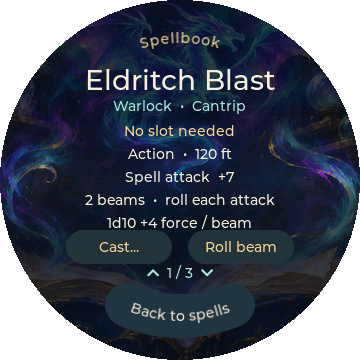 Spellbook
Eldritch Blast
Warlock • Cantrip
No slot needed
Action • 120 ft
Spell attack +7
2 beams • roll each attack
1d10 +4 force / beam
Cast... Roll beam
1 / 3
Back to spells